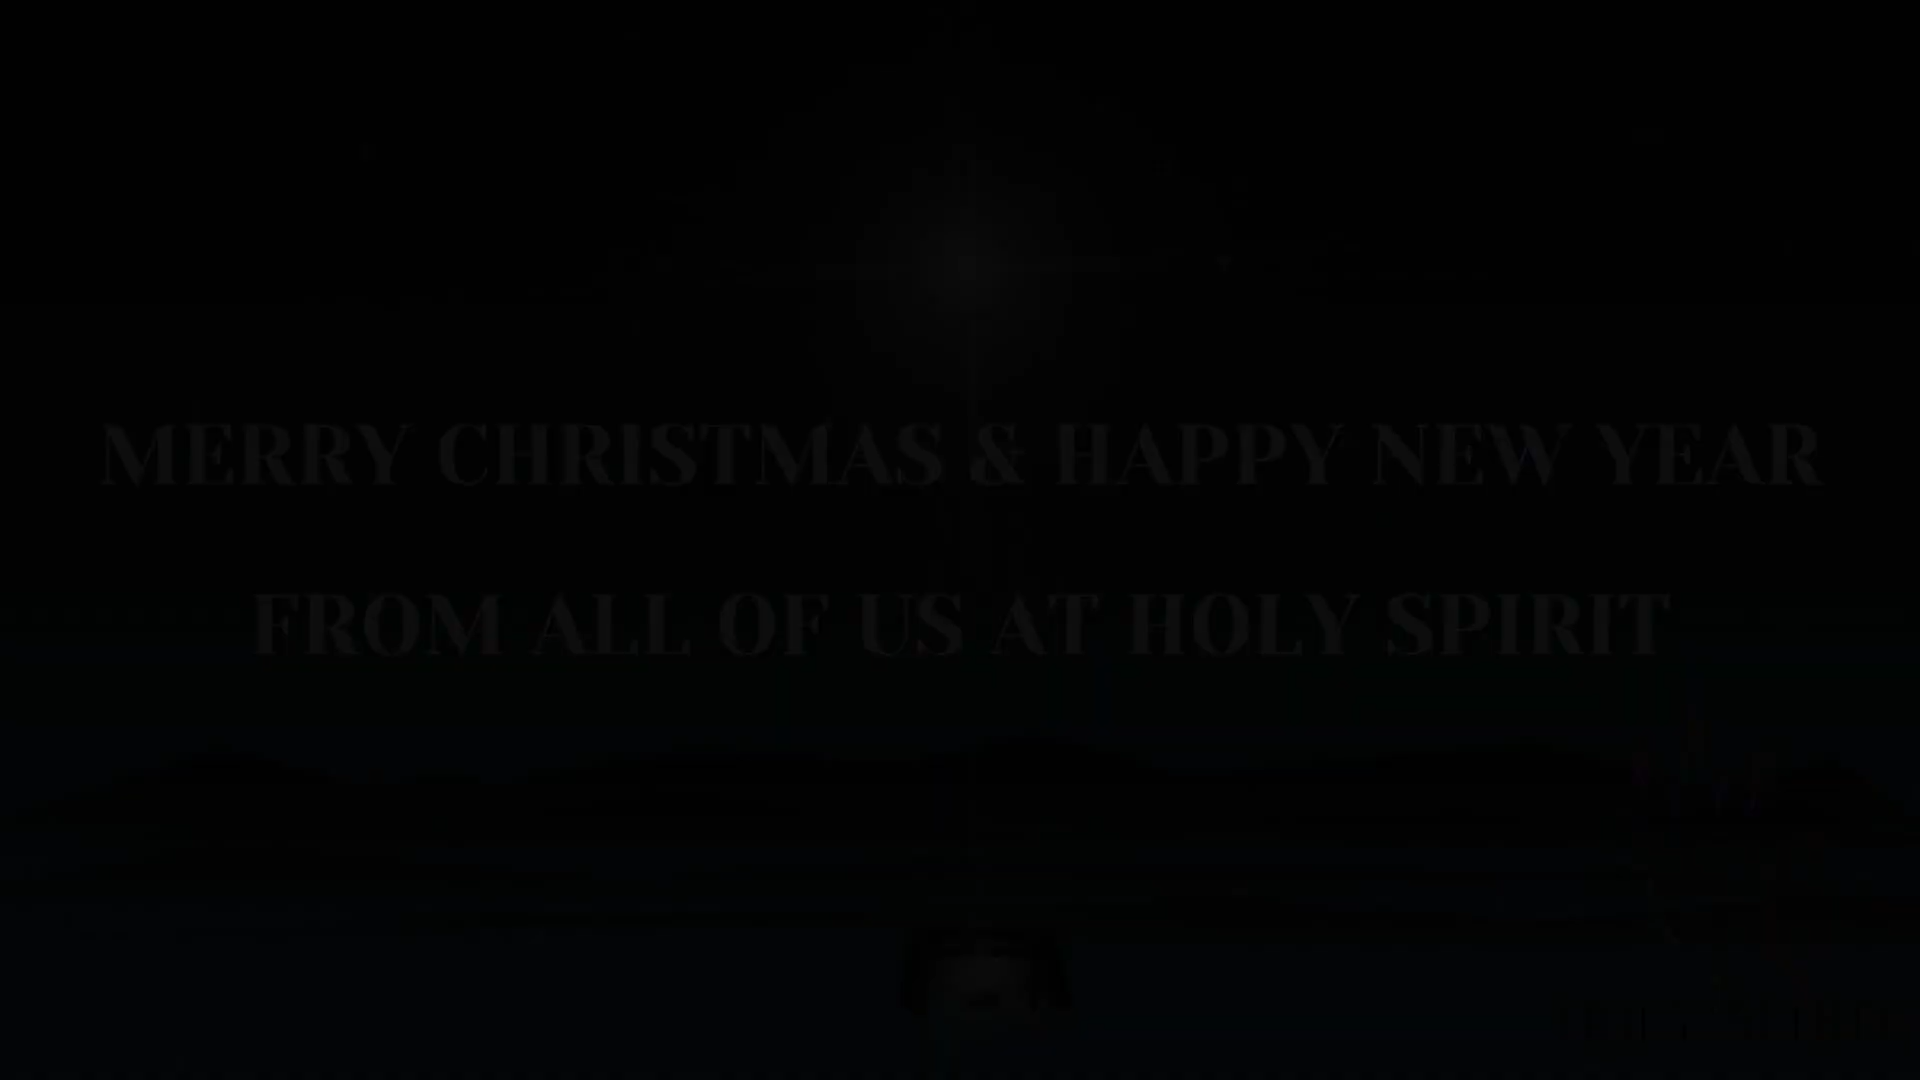 MERRY CHRISTMAS & HAPPY NEW YEAR
FROM ALL OF US AT HOLY SPIRIT